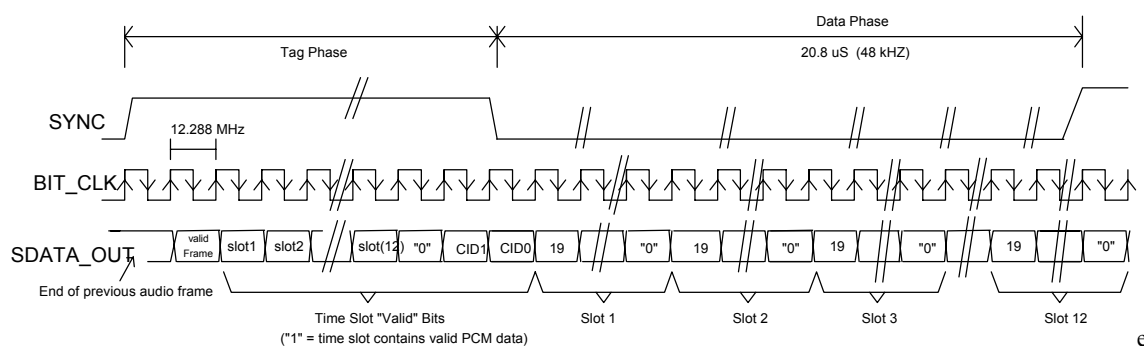 Data Phase
Tag Phase
20.8 uS (48 kHZ)
SYNC
12.288 MHz
BIT_CLK
SDATA_OUT
valid Frame
slot1
slot2
slot(12)
"0"
CID1
CID0
19
"0"
19
"0"
19
"0"
19
"0"
End of previous audio frame
Time Slot "Valid" Bits
("1" = time slot contains valid PCM data)
Slot 1
Slot 2
Slot 3
Slot 12
e